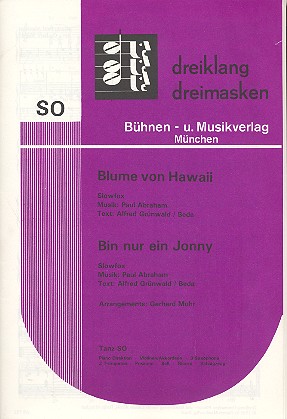 dreiklang
dreimasken
SO
Bühnen - u. Musikverlag
München
Blume von Hawaii
Slowfox
Musik: Paul Abraham
Text: Alfred Grünwald / Beda
Bin nur ein Jonny
Slowfox
Musik: Paul Abraham
Text: Alfred Grünwald / Beda
Arrangements: Gerhard Mohr
Tanz SO